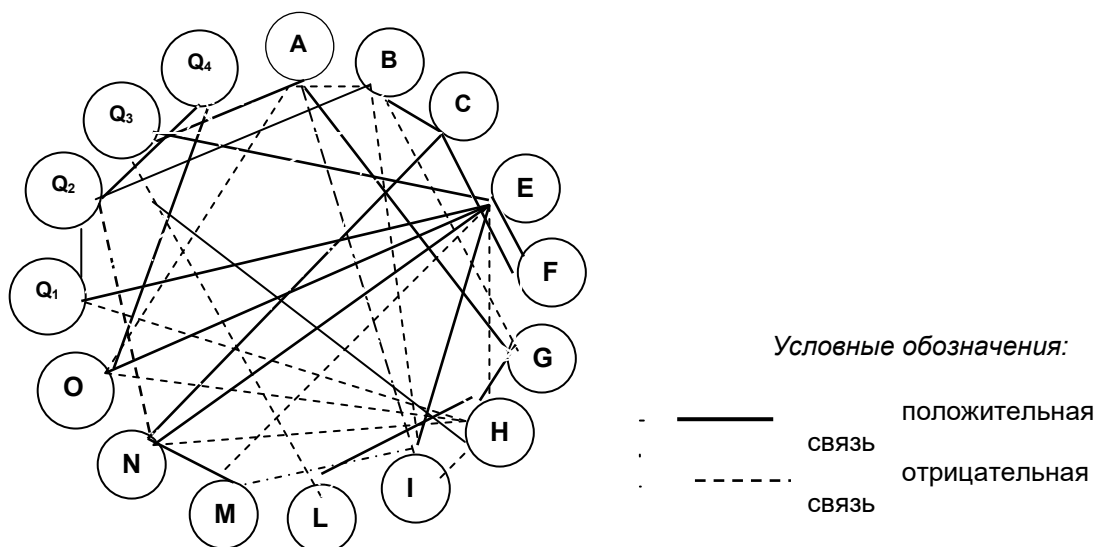 A
B
Q4
C
Q3
E
Q2
F
Q1
G
Условные обозначения:
O
положительная
связь
H
N
отрицательная
I
связь
M
L